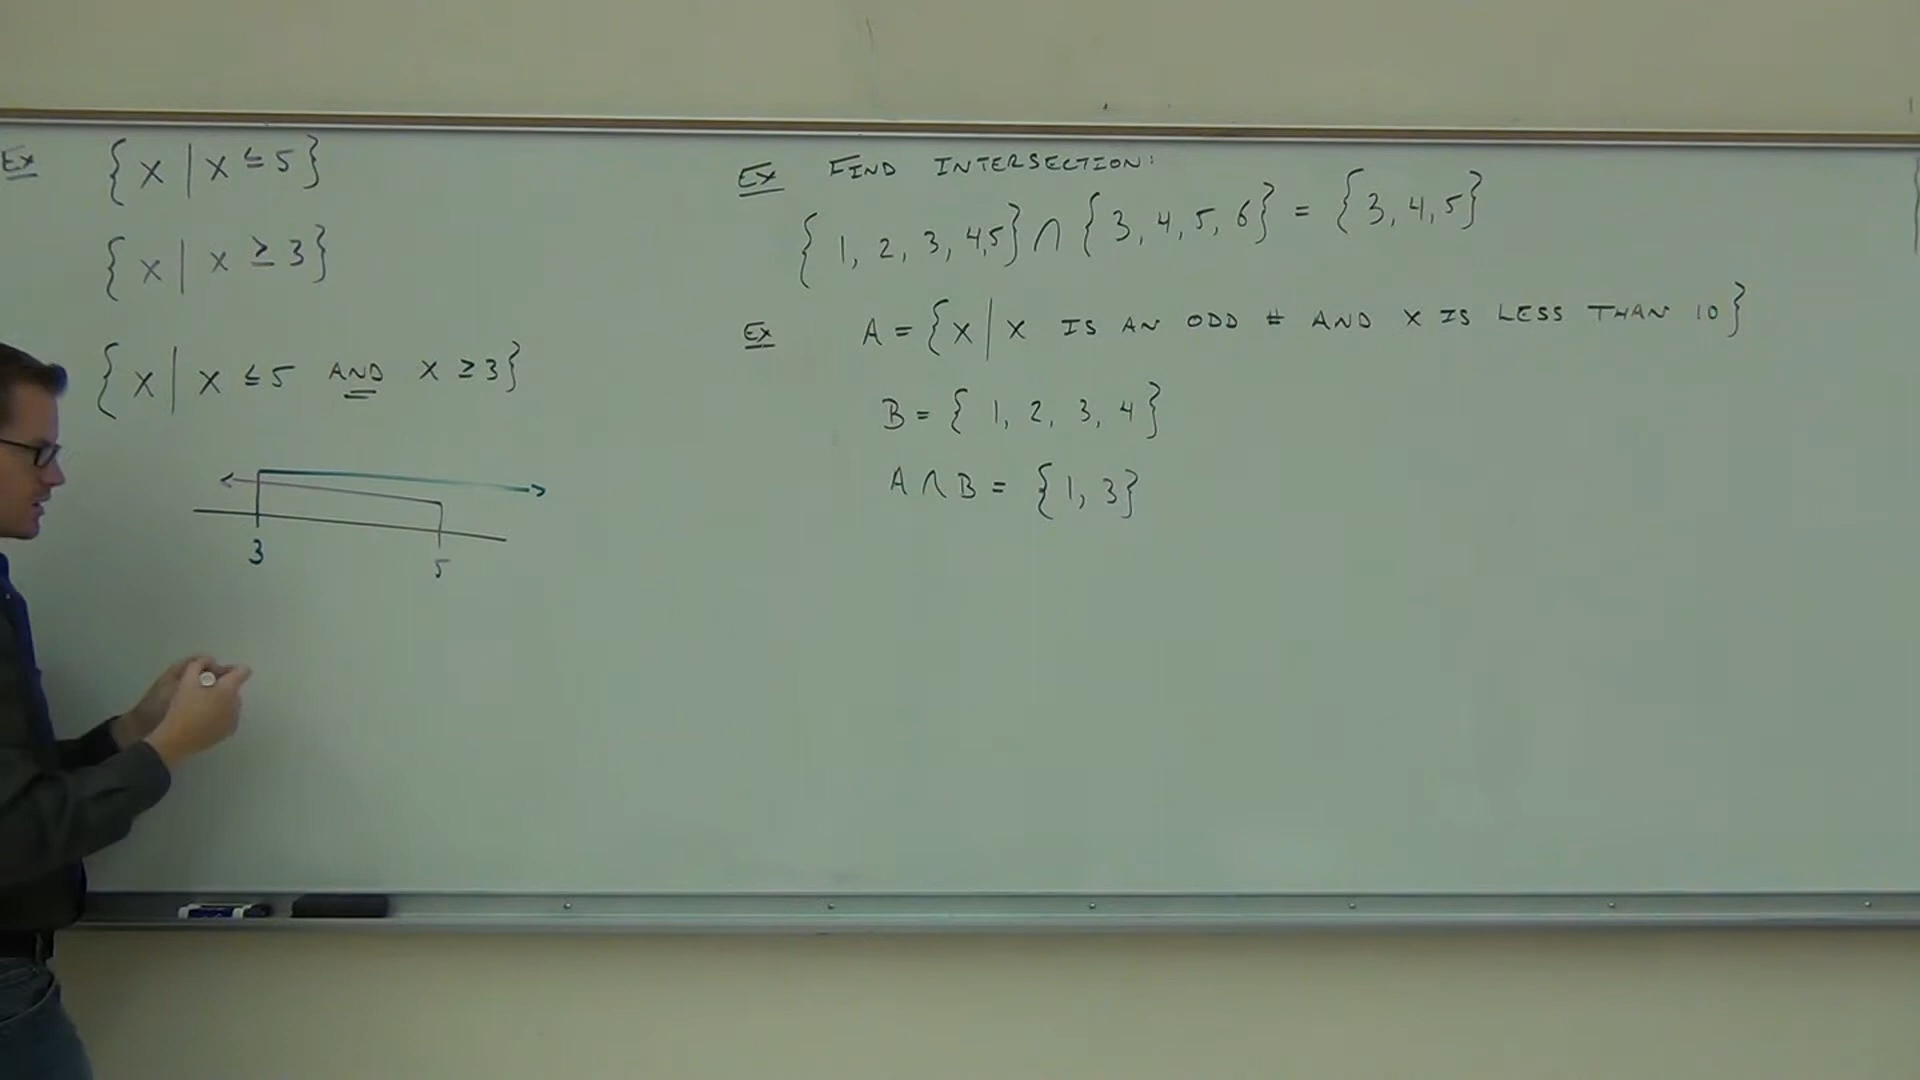 Ex {x | x ≤ 5}
{x | x ≥ 3}
{x | x ≤ 5 AND x ≥ 3}
3 5
Ex FIND INTERSECTION:
{1, 2, 3, 4,5} ∩ {3, 4, 5, 6} = {3, 4, 5}
Ex A = {x | x IS AN ODD # AND X IS LESS THAN 10}
B = {1, 2, 3, 4}
A ∩ B = {1, 3}